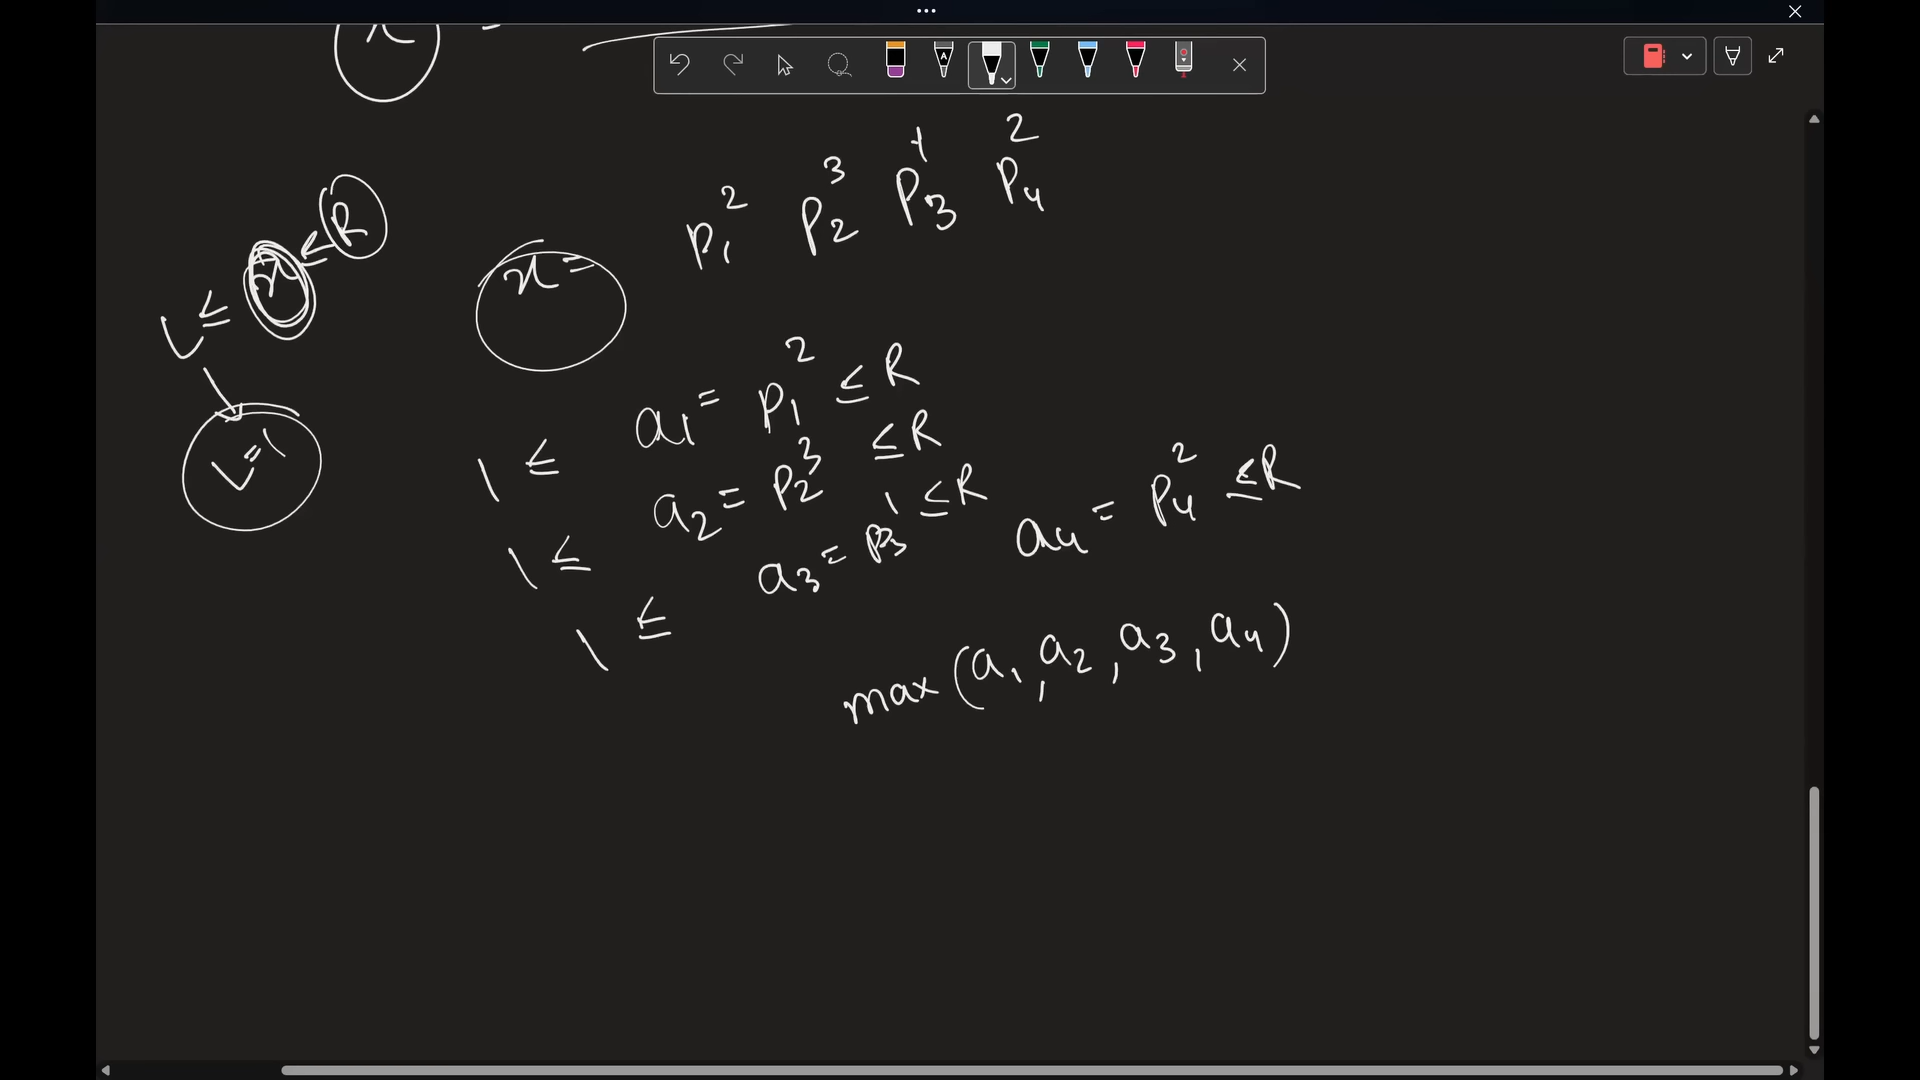 x =
x = p₁² p₂³ p₃¹ p₄²
L ≤ x ≤ R
L=1
1 ≤ a₁ = p₁² ≤ R
1 ≤ a₂ = p₂³ ≤ R
1 ≤ a₃ = p₃¹ ≤ R
a₄ = p₄² ≤ R
max (a₁, a₂, a₃, a₄)